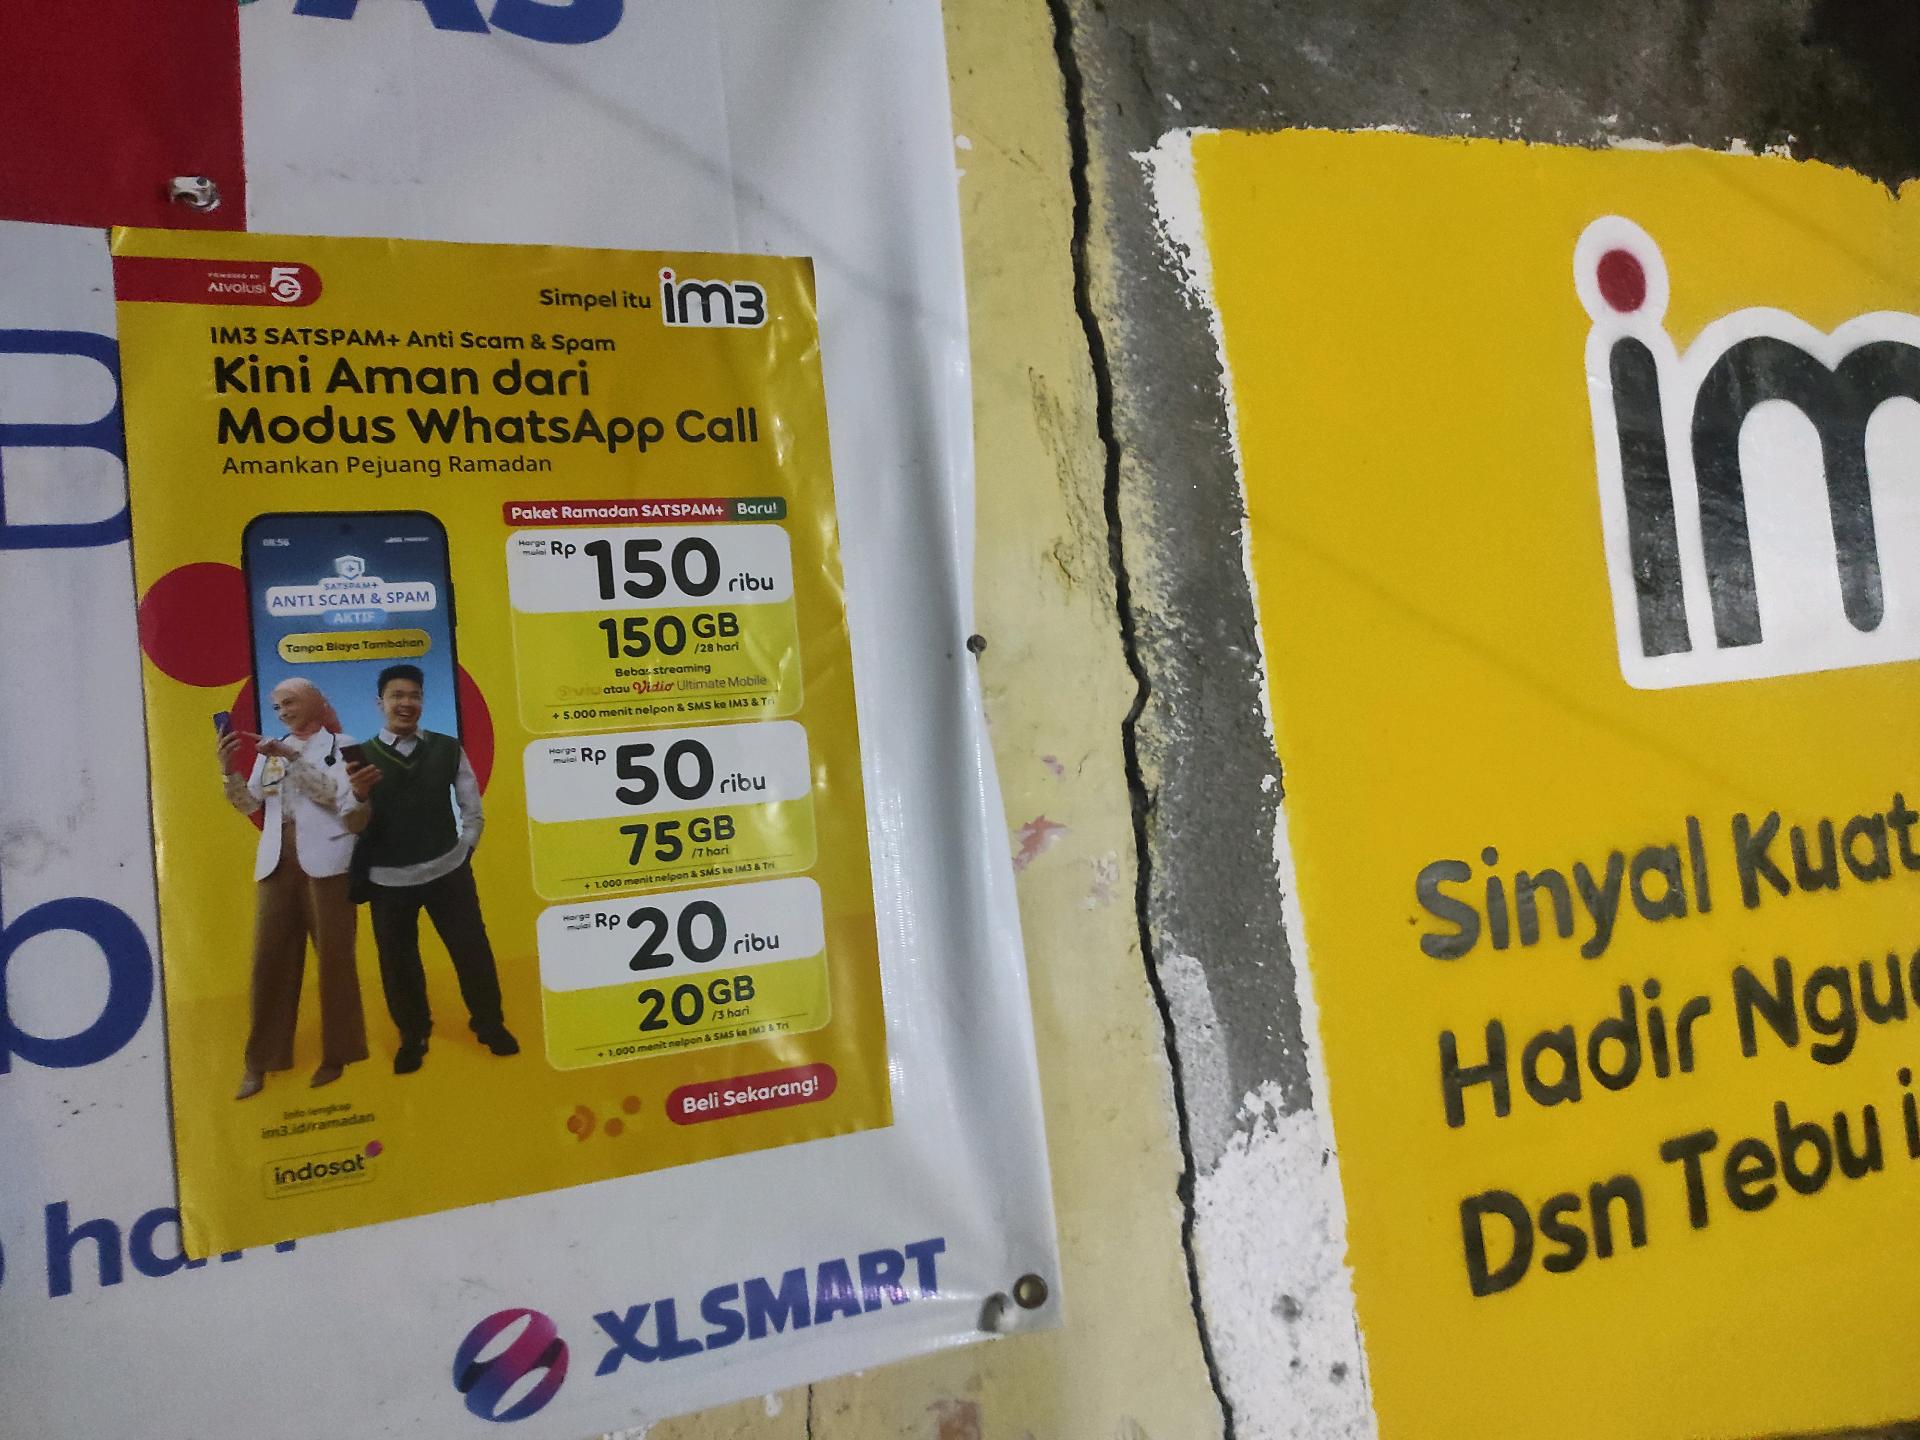 AS
B
b
hari
POWERED BY
AIvolusi 5G
Simpel itu im3
IM3 SATSPAM+ Anti Scam & Spam
Kini Aman dari
Modus WhatsApp Call
Amankan Pejuang Ramadan
08:56
SATSPAM+
ANTI SCAM & SPAM
AKTIF
Tanpa Biaya Tambahan
Paket Ramadan SATSPAM+ Baru!
Harga mulai Rp 150 ribu
150 GB /28 hari
Bebas streaming
viu atau Vidio Ultimate Mobile
+ 5.000 menit nelpon & SMS ke IM3 & Tri
Harga mulai Rp 50 ribu
75 GB /7 hari
+ 1.000 menit nelpon & SMS ke IM3 & Tri
Harga mulai Rp 20 ribu
20 GB /3 hari
+ 1.000 menit nelpon & SMS ke IM3 & Tri
Beli Sekarang!
Info lengkap
im3.id/ramadan
indosat
XLSMART
im
Sinyal Kuat
Hadir Ngu
Dsn Tebu i